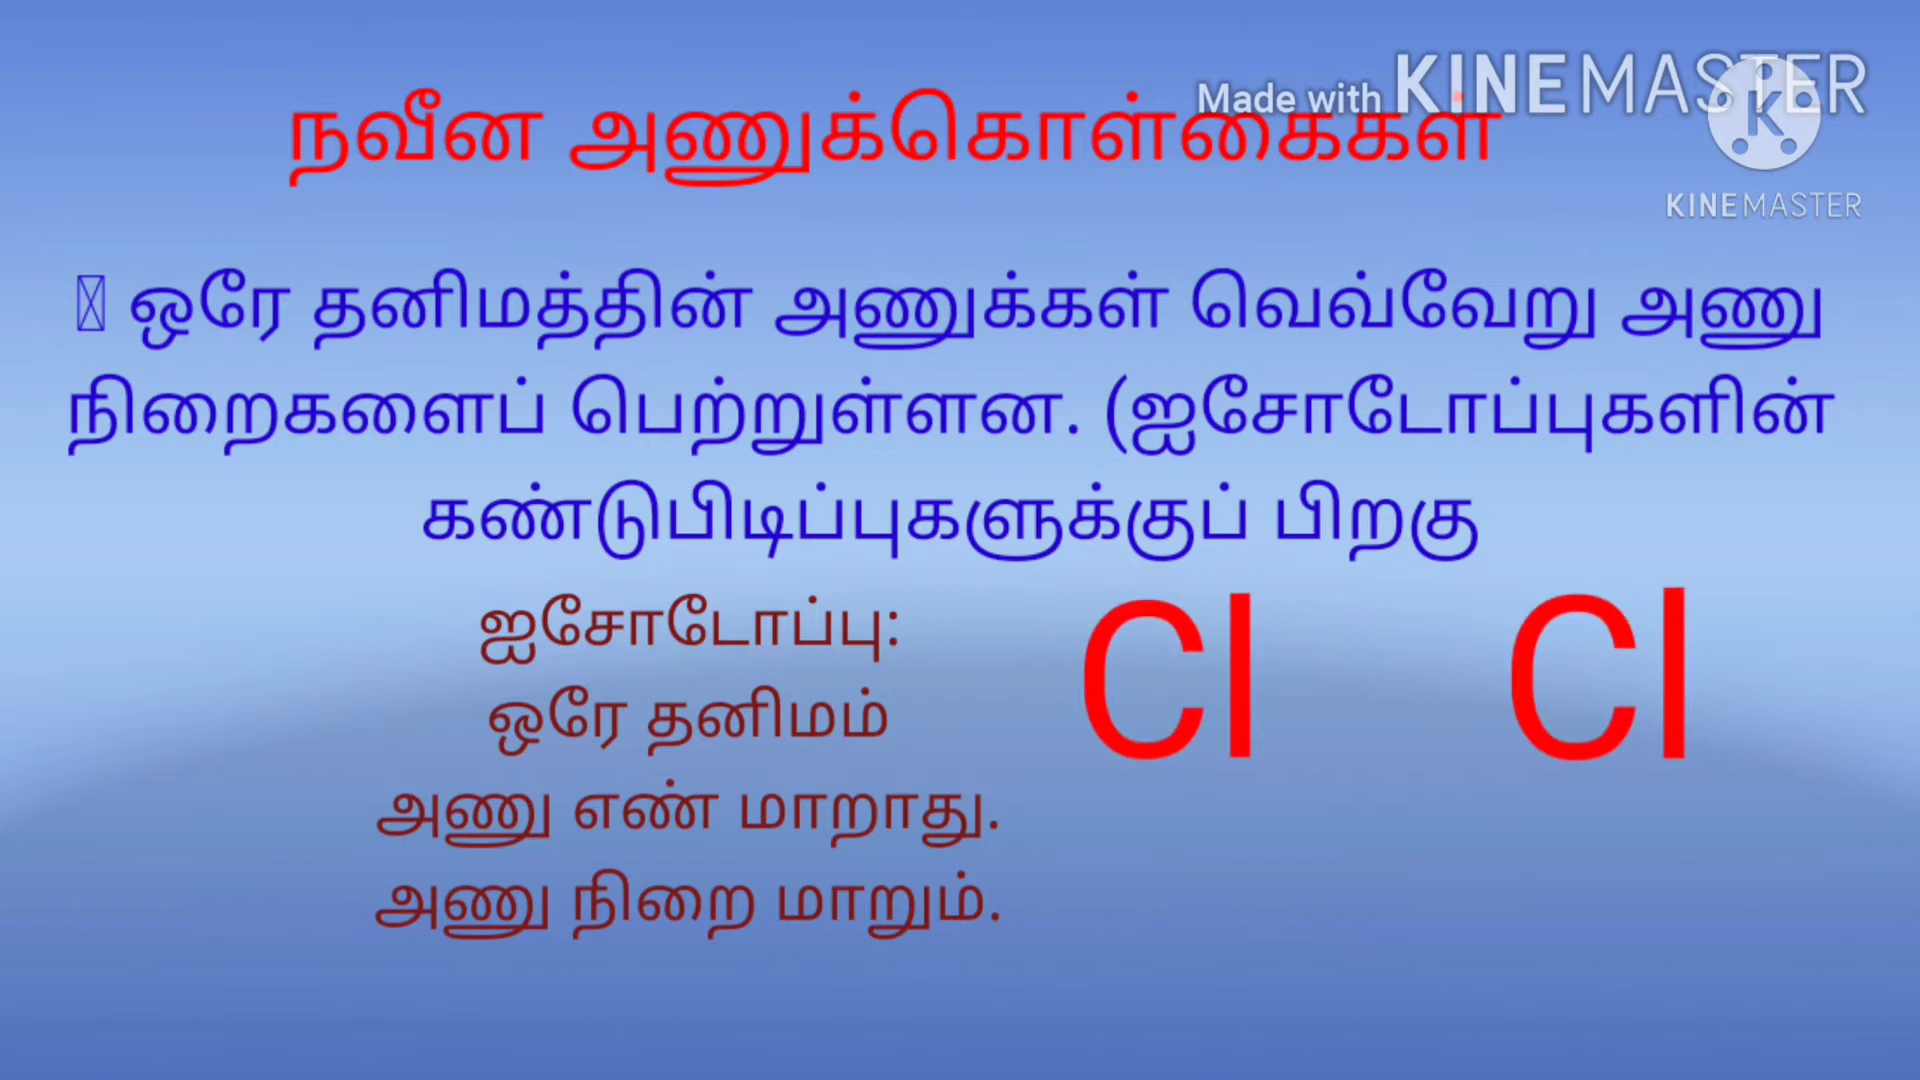 Made with KINEMASTER
நவீன அணுக்கொள்கைகள்
KINEMASTER
ஒரே தனிமத்தின் அணுக்கள் வெவ்வேறு அணு
நிறைகளைப் பெற்றுள்ளன. (ஐசோடோப்புகளின்
கண்டுபிடிப்புகளுக்குப் பிறகு
ஐசோடோப்பு:
ஒரே தனிமம்
அணு எண் மாறாது.
அணு நிறை மாறும்.
Cl Cl